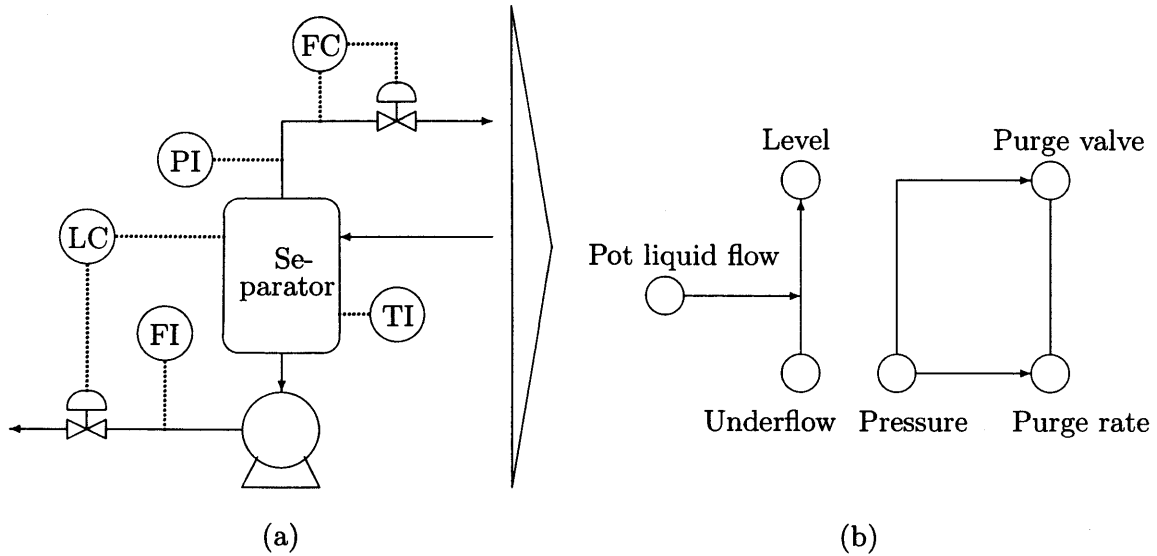 FC
PI
LC
Se-
parator
TI
FI
(a)
Level
Purge valve
Pot liquid flow
Underflow
Pressure
Purge rate
(b)